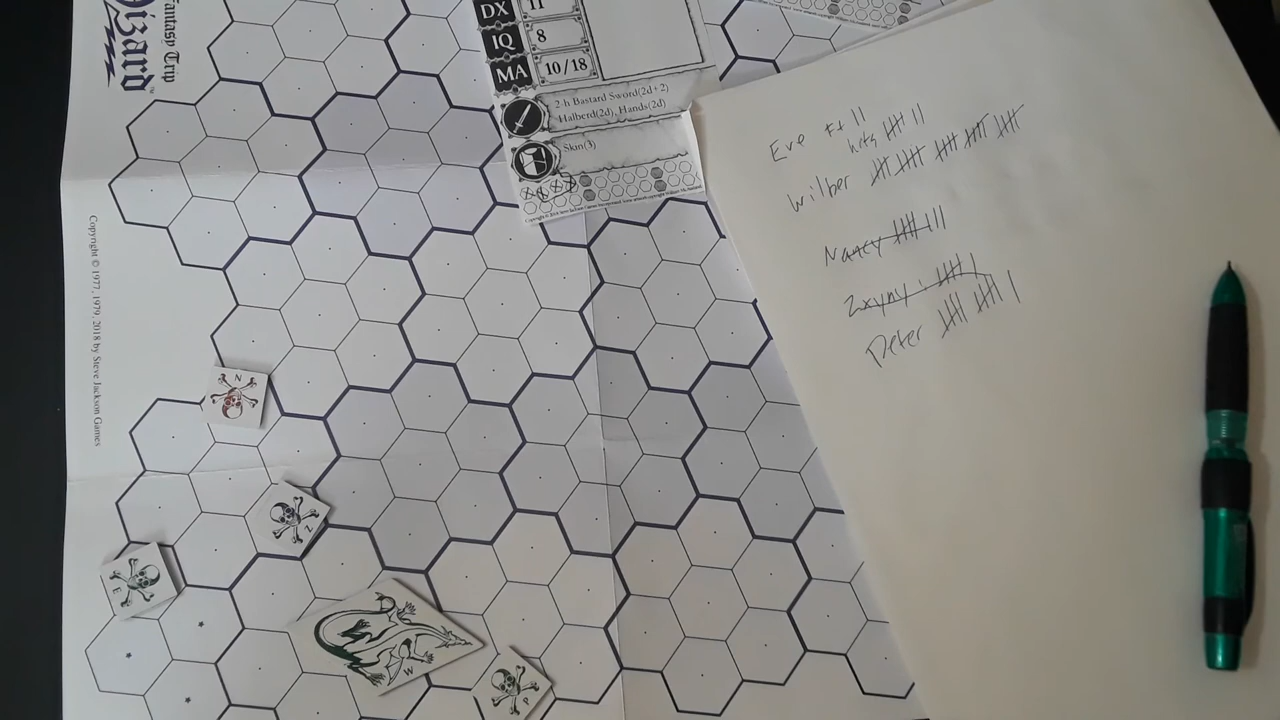 Fantasy Trip
Wizard
Copyright © 1977, 1979, 2018 by Steve Jackson Games
DX 11
IQ 8
MA 10/18
2-h Bastard Sword(2d+2)
Halberd(2d), Hands(2d)
Skin(3)
Eve
hits
Wilber
Nancy
Zxyny
Peter
N
Z
E
W
P